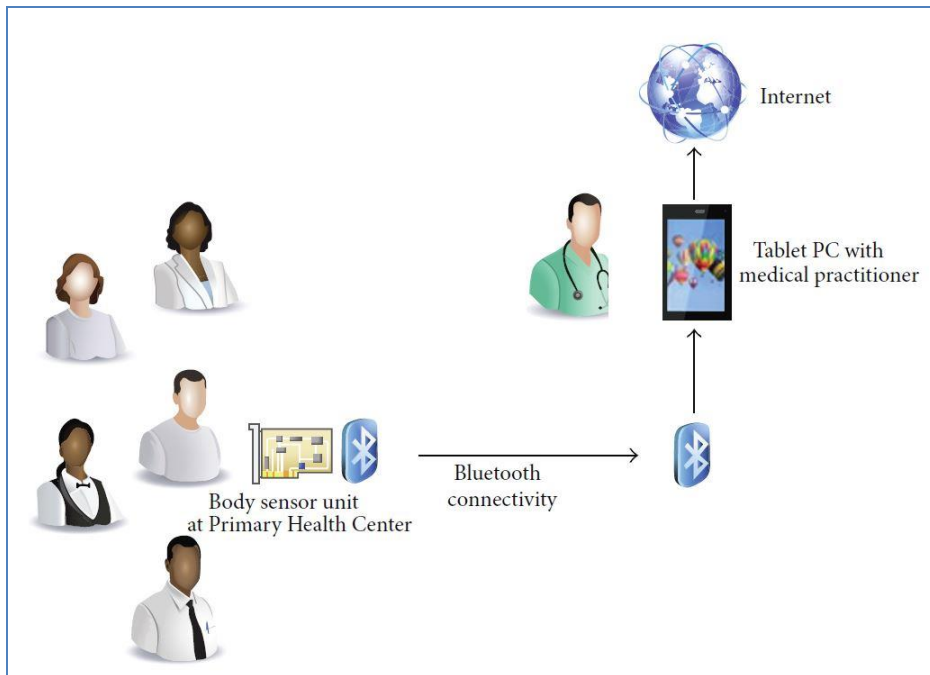 Internet
Tablet PC with
medical practitioner
Bluetooth
connectivity
Body sensor unit
at Primary Health Center